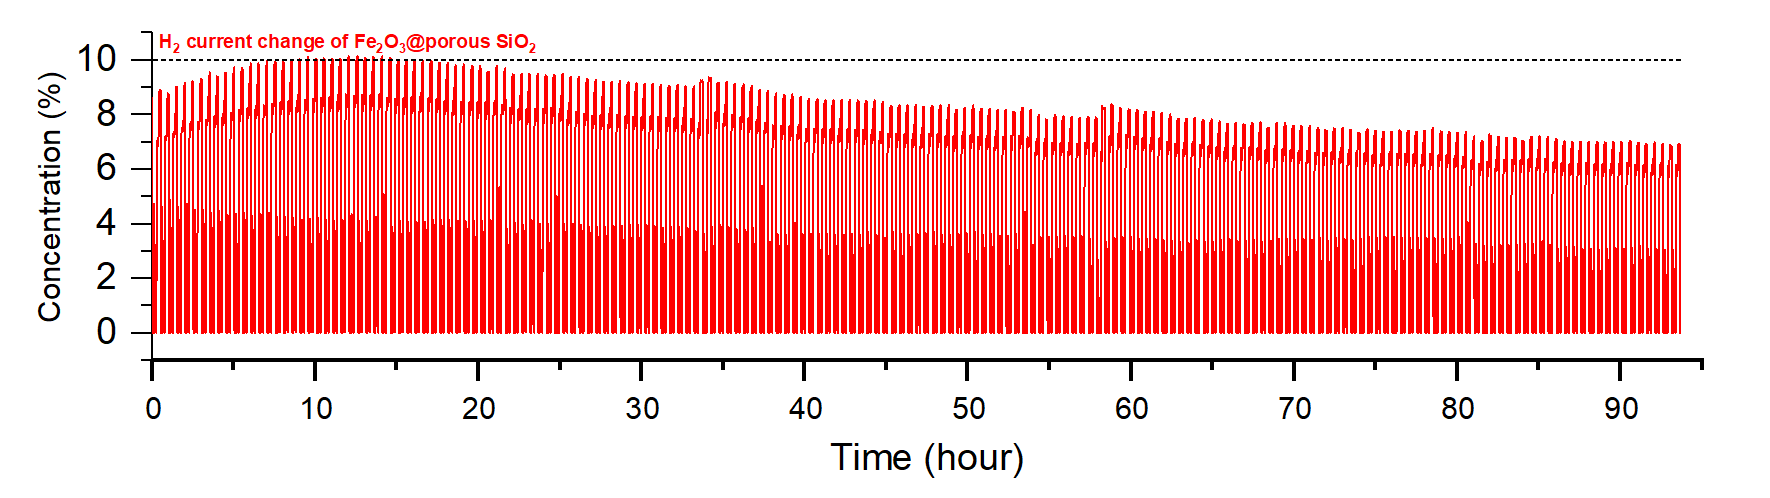 H₂ current change of Fe₂O₃@porous SiO₂
Concentration (%)
10
8
6
4
2
0
0 10 20 30 40 50 60 70 80 90
Time (hour)